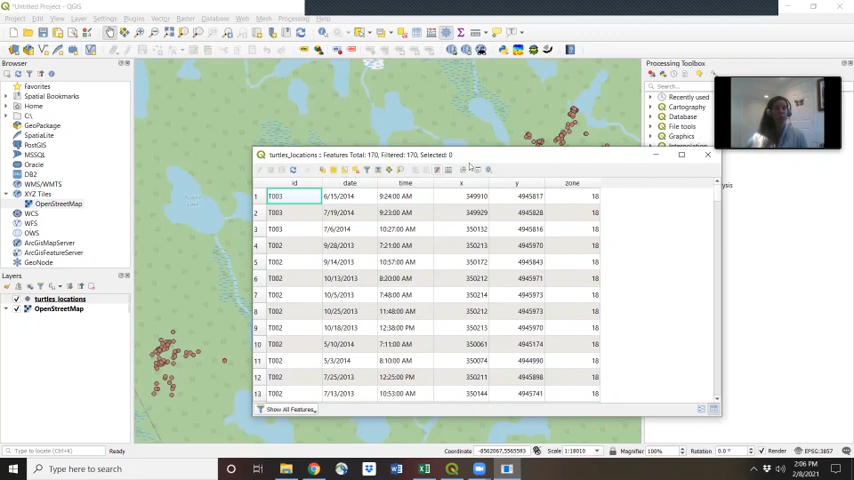 *Untitled Project — QGIS
Project Edit View Layer Settings Plugins Vector Raster Database Web Mesh Processing Help
Browser
Favorites
Spatial Bookmarks
Home
C:\
GeoPackage
SpatiaLite
PostGIS
MSSQL
Oracle
DB2
WMS/WMTS
XYZ Tiles
OpenStreetMap
WCS
WFS
OWS
ArcGisMapServer
ArcGisFeatureServer
GeoNode
Layers
turtles_locations
OpenStreetMap
Processing Toolbox
Search...
Recently used
Cartography
Database
File tools
Graphics
Interpolation
turtles_locations :: Features Total: 170, Filtered: 170, Selected: 0
id date time x y zone
1 T003 6/15/2014 9:24:00 AM 349910 4945817 18
2 T003 7/19/2014 9:23:00 AM 349929 4945828 18
3 T003 7/6/2014 10:27:00 AM 350132 4945816 18
4 T002 9/28/2013 7:21:00 AM 350213 4945970 18
5 T002 9/14/2013 10:57:00 AM 350172 4945843 18
6 T002 10/13/2013 8:20:00 AM 350212 4945971 18
7 T002 10/5/2013 7:48:00 AM 350214 4945973 18
8 T002 10/25/2013 11:48:00 AM 350212 4945973 18
9 T002 10/18/2013 12:38:00 PM 350213 4945970 18
10 T002 5/10/2014 7:11:00 AM 350061 4945174 18
11 T002 5/3/2014 8:10:00 AM 350074 4944990 18
12 T002 7/25/2013 12:25:00 PM 350211 4945898 18
13 T002 7/13/2013 10:53:00 AM 350144 4945741 18
Show All Features
Type to locate (Ctrl+K) Ready Coordinate -8562067,5565593 Scale 1:18010 Magnifier 100% Rotation 0.0 ° Render EPSG:3857
Type here to search
2:06 PM
2/8/2021